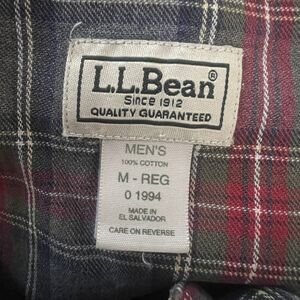 L.L.Bean®
Since 1912
QUALITY GUARANTEED
MEN'S
100% COTTON
M - REG
0 1994
MADE IN
EL SALVADOR
CARE ON REVERSE